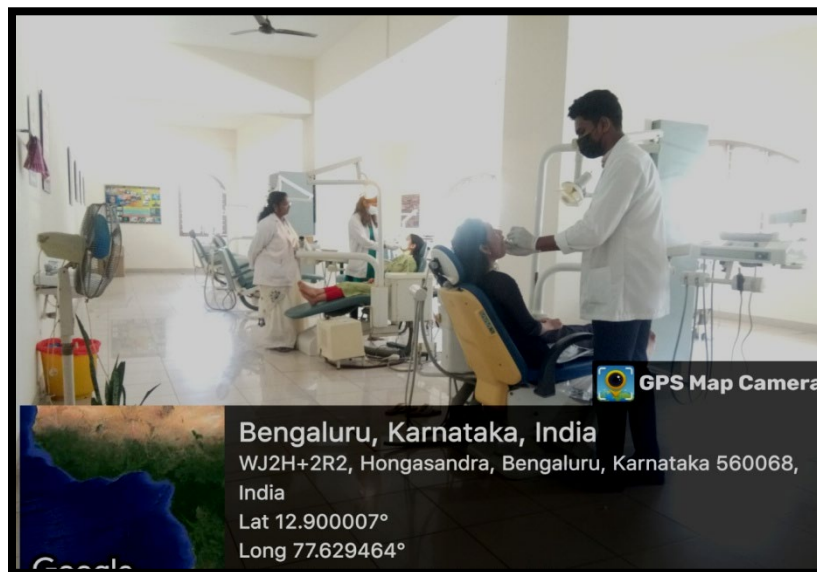 GPS Map Camera
Bengaluru, Karnataka, India
WJ2H+2R2, Hongasandra, Bengaluru, Karnataka 560068,
India
Lat 12.900007°
Long 77.629464°
Google